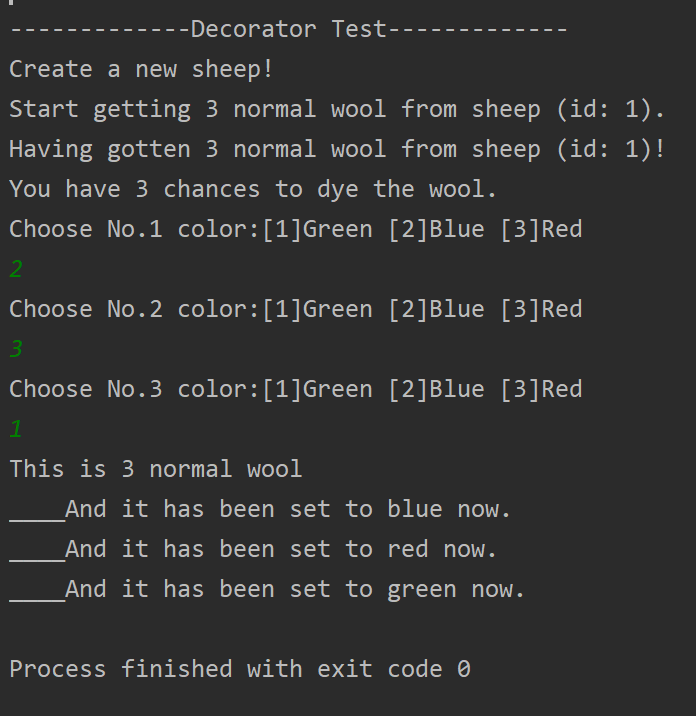 -------------Decorator Test-------------
Create a new sheep!
Start getting 3 normal wool from sheep (id: 1).
Having gotten 3 normal wool from sheep (id: 1)!
You have 3 chances to dye the wool.
Choose No.1 color:[1]Green [2]Blue [3]Red
2
Choose No.2 color:[1]Green [2]Blue [3]Red
3
Choose No.3 color:[1]Green [2]Blue [3]Red
1
This is 3 normal wool
____And it has been set to blue now.
____And it has been set to red now.
____And it has been set to green now.
Process finished with exit code 0